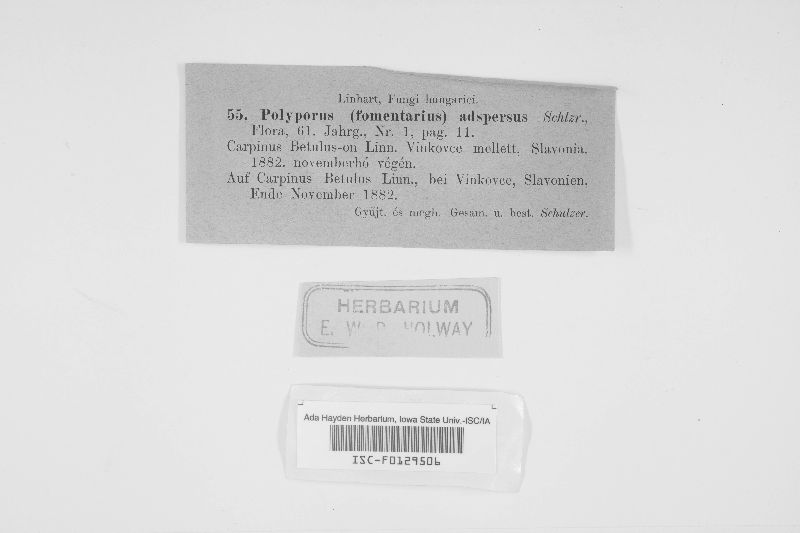 Linhart, Fungi hungarici.
55. Polyporus (fomentarius) adspersus Schlzr.,
Flora, 61. Jahrg., Nr. 1, pag. 11.
Carpinus Betulus-on Linn. Vinkovce mellett, Slavonia.
1882. novemberhó végén.
Auf Carpinus Betulus Linn., bei Vinkovce, Slavonien.
Ende November 1882.
Gyüjt. és megh. Gesam. u. best. Schulzer.
HERBARIUM
E. W. D. HOLWAY
Ada Hayden Herbarium, Iowa State Univ.-ISC/IA
ISC-F0129506